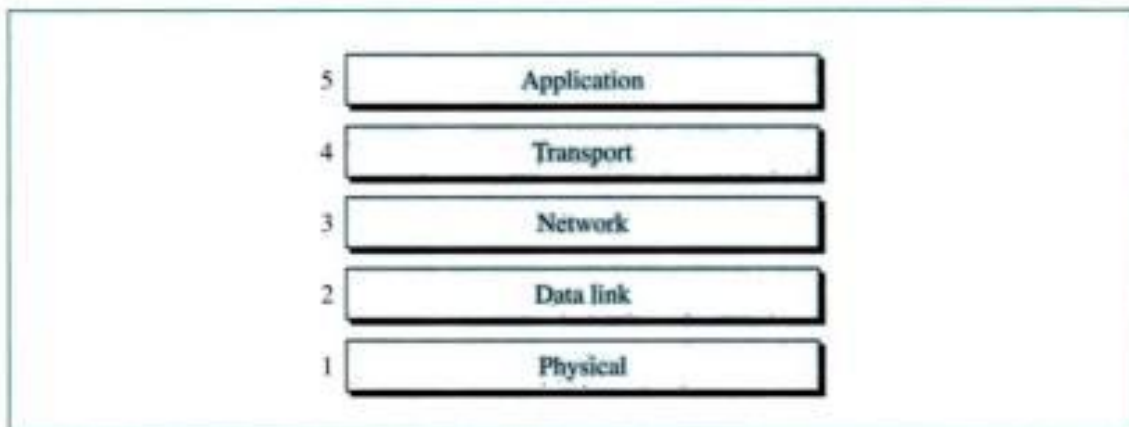 5 Application
4 Transport
3 Network
2 Data link
1 Physical